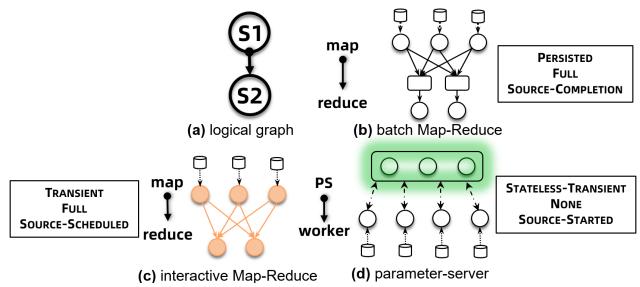 S1
S2
(a) logical graph
map
reduce
PERSISTED
FULL
SOURCE-COMPLETION
(b) batch Map-Reduce
TRANSIENT
FULL
SOURCE-SCHEDULED
map
reduce
(c) interactive Map-Reduce
PS
worker
STATELESS-TRANSIENT
NONE
SOURCE-STARTED
(d) parameter-server